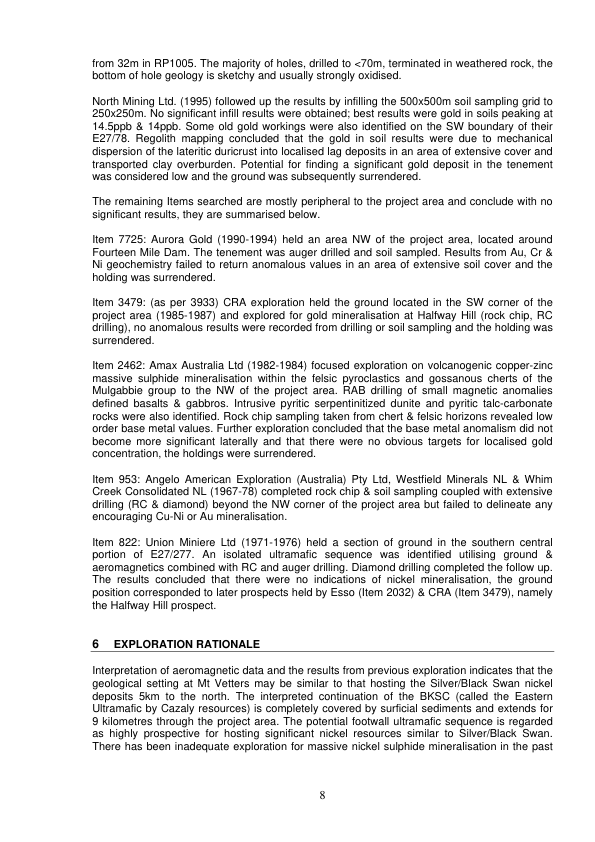 from 32m in RP1005. The majority of holes, drilled to <70m, terminated in weathered rock, the
bottom of hole geology is sketchy and usually strongly oxidised.
North Mining Ltd. (1995) followed up the results by infilling the 500x500m soil sampling grid to
250x250m. No significant infill results were obtained; best results were gold in soils peaking at
14.5ppb & 14ppb. Some old gold workings were also identified on the SW boundary of their
E27/78. Regolith mapping concluded that the gold in soil results were due to mechanical
dispersion of the lateritic duricrust into localised lag deposits in an area of extensive cover and
transported clay overburden. Potential for finding a significant gold deposit in the tenement
was considered low and the ground was subsequently surrendered.
The remaining Items searched are mostly peripheral to the project area and conclude with no
significant results, they are summarised below.
Item 7725: Aurora Gold (1990-1994) held an area NW of the project area, located around
Fourteen Mile Dam. The tenement was auger drilled and soil sampled. Results from Au, Cr &
Ni geochemistry failed to return anomalous values in an area of extensive soil cover and the
holding was surrendered.
Item 3479: (as per 3933) CRA exploration held the ground located in the SW corner of the
project area (1985-1987) and explored for gold mineralisation at Halfway Hill (rock chip, RC
drilling), no anomalous results were recorded from drilling or soil sampling and the holding was
surrendered.
Item 2462: Amax Australia Ltd (1982-1984) focused exploration on volcanogenic copper-zinc
massive sulphide mineralisation within the felsic pyroclastics and gossanous cherts of the
Mulgabbie group to the NW of the project area. RAB drilling of small magnetic anomalies
defined basalts & gabbros. Intrusive pyritic serpentinitized dunite and pyritic talc-carbonate
rocks were also identified. Rock chip sampling taken from chert & felsic horizons revealed low
order base metal values. Further exploration concluded that the base metal anomalism did not
become more significant laterally and that there were no obvious targets for localised gold
concentration, the holdings were surrendered.
Item 953: Angelo American Exploration (Australia) Pty Ltd, Westfield Minerals NL & Whim
Creek Consolidated NL (1967-78) completed rock chip & soil sampling coupled with extensive
drilling (RC & diamond) beyond the NW corner of the project area but failed to delineate any
encouraging Cu-Ni or Au mineralisation.
Item 822: Union Miniere Ltd (1971-1976) held a section of ground in the southern central
portion of E27/277. An isolated ultramafic sequence was identified utilising ground &
aeromagnetics combined with RC and auger drilling. Diamond drilling completed the follow up.
The results concluded that there were no indications of nickel mineralisation, the ground
position corresponded to later prospects held by Esso (Item 2032) & CRA (Item 3479), namely
the Halfway Hill prospect.
6 EXPLORATION RATIONALE
Interpretation of aeromagnetic data and the results from previous exploration indicates that the
geological setting at Mt Vetters may be similar to that hosting the Silver/Black Swan nickel
deposits 5km to the north. The interpreted continuation of the BKSC (called the Eastern
Ultramafic by Cazaly resources) is completely covered by surficial sediments and extends for
9 kilometres through the project area. The potential footwall ultramafic sequence is regarded
as highly prospective for hosting significant nickel resources similar to Silver/Black Swan.
There has been inadequate exploration for massive nickel sulphide mineralisation in the past
8